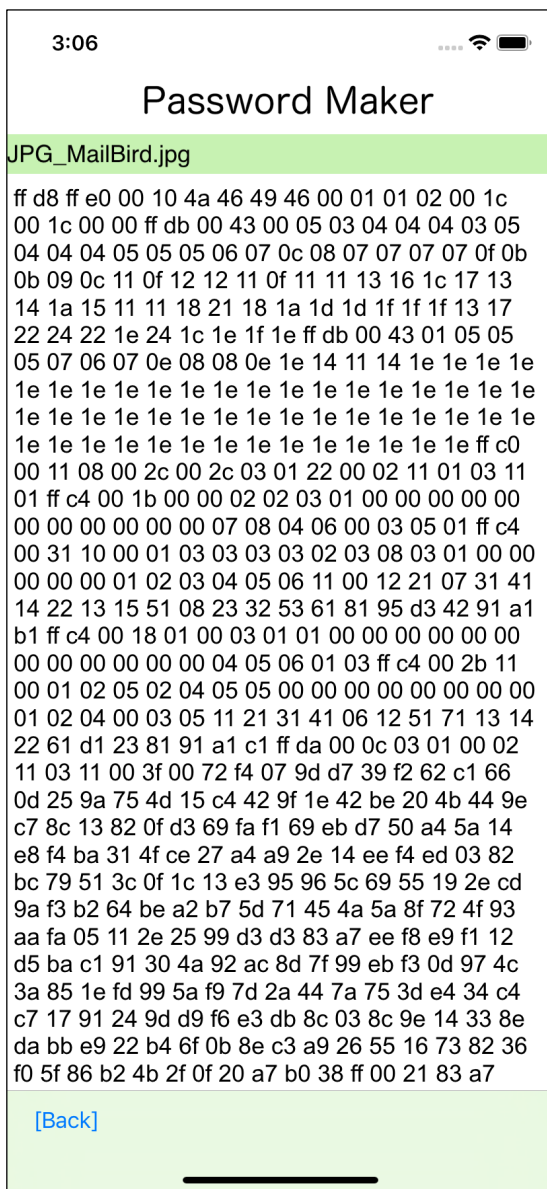 3:06
Password Maker
JPG_MailBird.jpg
ff d8 ff e0 00 10 4a 46 49 46 00 01 01 02 00 1c
00 1c 00 00 ff db 00 43 00 05 03 04 04 04 03 05
04 04 04 05 05 05 06 07 0c 08 07 07 07 07 0f 0b
0b 09 0c 11 0f 12 12 11 0f 11 11 13 16 1c 17 13
14 1a 15 11 11 18 21 18 1a 1d 1d 1f 1f 1f 13 17
22 24 22 1e 24 1c 1e 1f 1e ff db 00 43 01 05 05
05 07 06 07 0e 08 08 0e 1e 14 11 14 1e 1e 1e 1e
1e 1e 1e 1e 1e 1e 1e 1e 1e 1e 1e 1e 1e 1e 1e 1e
1e 1e 1e 1e 1e 1e 1e 1e 1e 1e 1e 1e 1e 1e 1e 1e
1e 1e 1e 1e 1e 1e 1e 1e 1e 1e 1e 1e 1e 1e ff c0
00 11 08 00 2c 00 2c 03 01 22 00 02 11 01 03 11
01 ff c4 00 1b 00 00 02 02 03 01 00 00 00 00 00
00 00 00 00 00 00 07 08 04 06 00 03 05 01 ff c4
00 31 10 00 01 03 03 03 03 02 03 08 03 01 00 00
00 00 00 01 02 03 04 05 06 11 00 12 21 07 31 41
14 22 13 15 51 08 23 32 53 61 81 95 d3 42 91 a1
b1 ff c4 00 18 01 00 03 01 01 00 00 00 00 00 00
00 00 00 00 00 00 04 05 06 01 03 ff c4 00 2b 11
00 01 02 05 02 04 05 05 00 00 00 00 00 00 00 00
01 02 04 00 03 05 11 21 31 41 06 12 51 71 13 14
22 61 d1 23 81 91 a1 c1 ff da 00 0c 03 01 00 02
11 03 11 00 3f 00 72 f4 07 9d d7 39 f2 62 c1 66
0d 25 9a 75 4d 15 c4 42 9f 1e 42 be 20 4b 44 9e
c7 8c 13 82 0f d3 69 fa f1 69 eb d7 50 a4 5a 14
e8 f4 ba 31 4f ce 27 a4 a9 2e 14 ee f4 ed 03 82
bc 79 51 3c 0f 1c 13 e3 95 96 5c 69 55 19 2e cd
9a f3 b2 64 be a2 b7 5d 71 45 4a 5a 8f 72 4f 93
aa fa 05 11 2e 25 99 d3 d3 83 a7 ee f8 e9 f1 12
d5 ba c1 91 30 4a 92 ac 8d 7f 99 eb f3 0d 97 4c
3a 85 1e fd 99 5a f9 7d 2a 44 7a 75 3d e4 34 c4
c7 17 91 24 9d d9 f6 e3 db 8c 03 8c 9e 14 33 8e
da bb e9 22 b4 6f 0b 8e c3 a9 26 55 16 73 82 36
f0 5f 86 b2 4b 2f 0f 20 a7 b0 38 ff 00 21 83 a7
[Back]